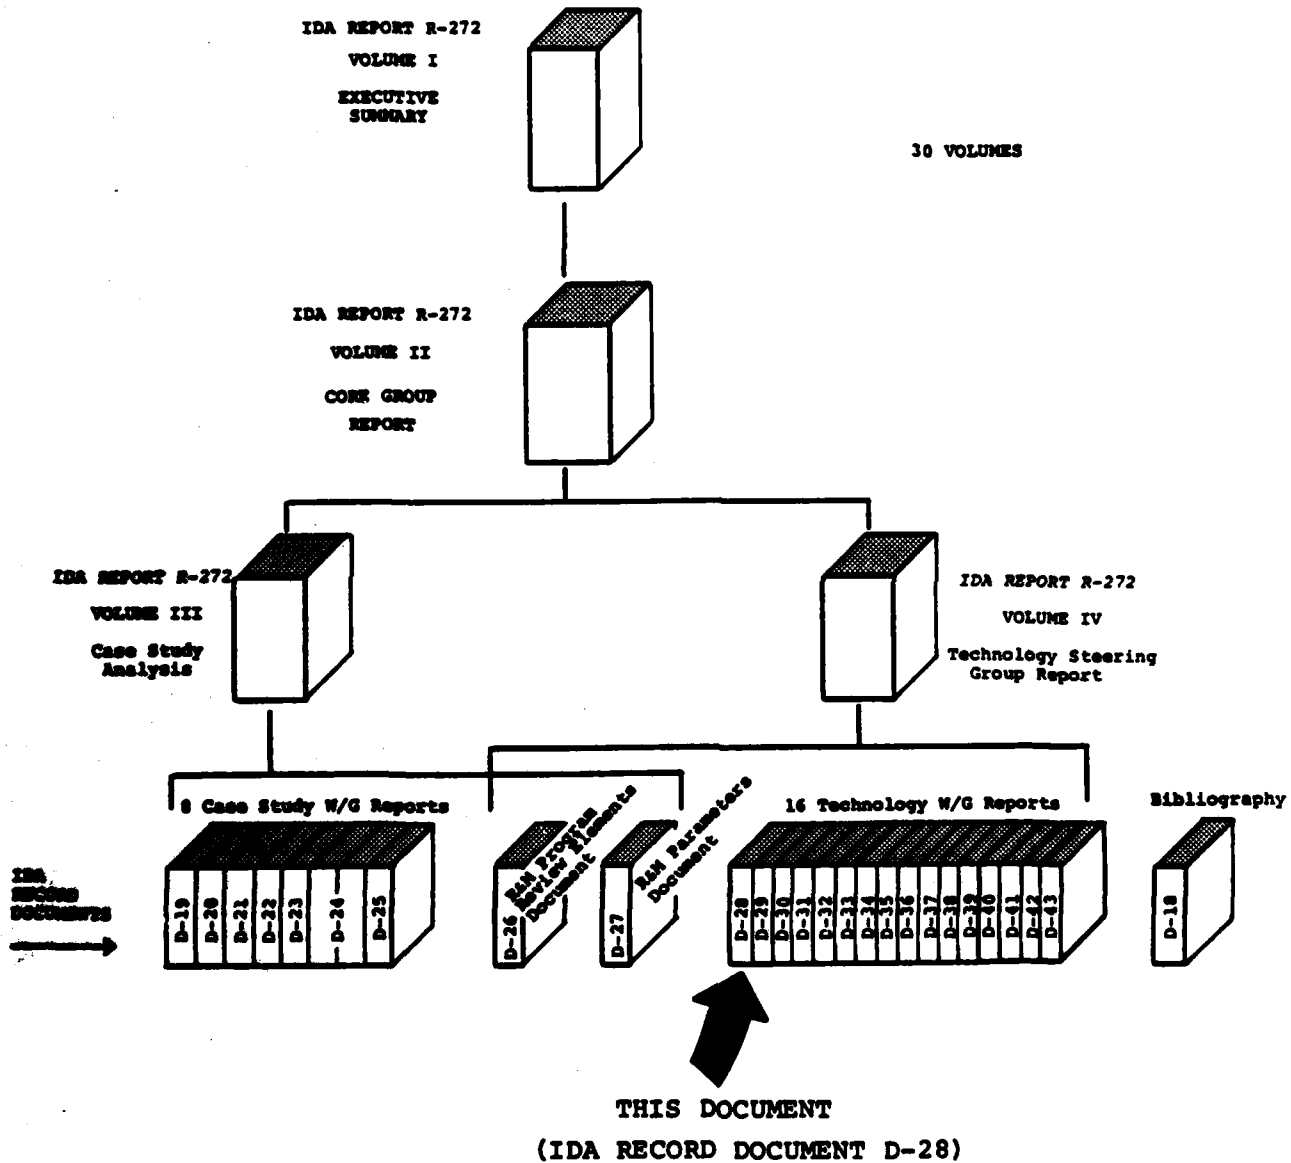 IDA REPORT R-272
VOLUME I
EXECUTIVE
SUMMARY
30 VOLUMES
IDA REPORT R-272
VOLUME II
CORE GROUP
REPORT
IDA REPORT R-272
VOLUME III
Case Study
Analysis
IDA REPORT R-272
VOLUME IV
Technology Steering
Group Report
8 Case Study W/G Reports
R&M Program
Review Elements
Document
R&M Parameters
Document
16 Technology W/G Reports
Bibliography
IDA
RECORD
DOCUMENTS
D-19
D-20
D-21
D-22
D-23
D-24
D-25
D-26
D-27
D-28
D-29
D-30
D-31
D-32
D-33
D-34
D-35
D-36
D-37
D-38
D-39
D-40
D-41
D-42
D-43
D-18
THIS DOCUMENT
(IDA RECORD DOCUMENT D-28)